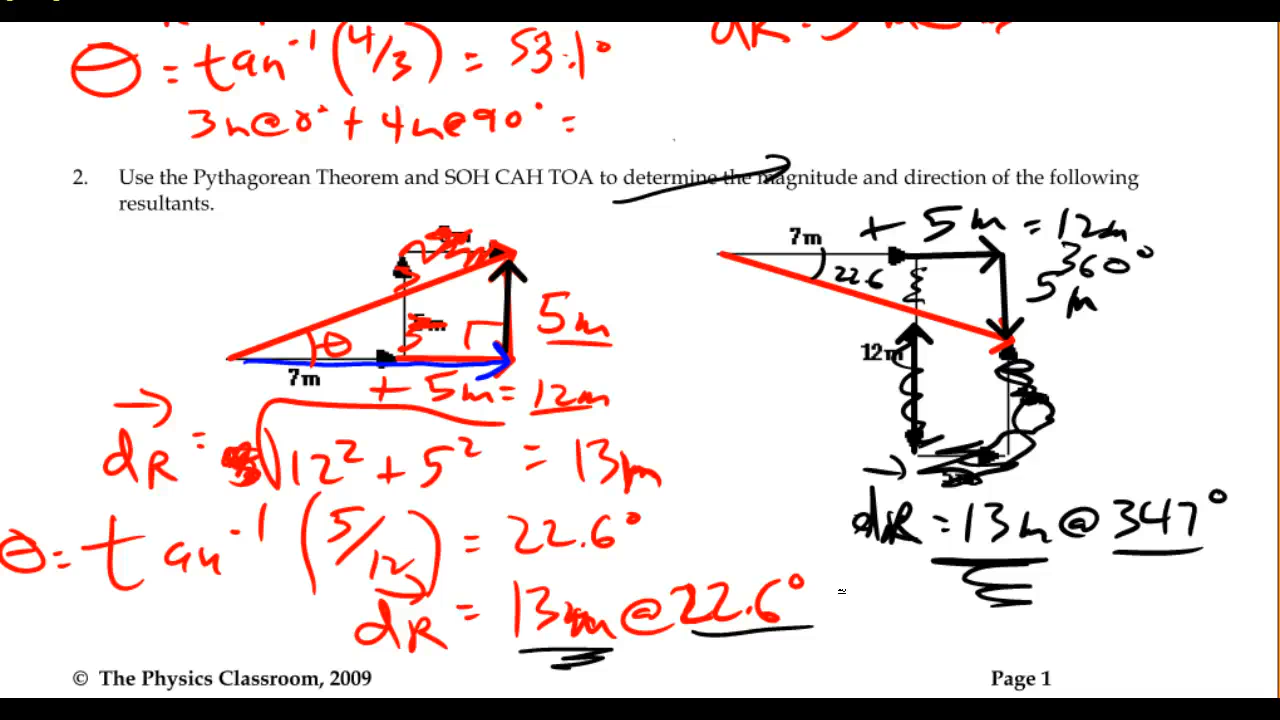 θ = tan⁻¹ (4/3) = 53.1°
3m@0° + 4m@90° =
2. Use the Pythagorean Theorem and SOH CAH TOA to determine the magnitude and direction of the following
resultants.
7m + 5m = 12m
360°
22.6
5
m
5m
θ
12m
7m
+ 5m = 12m
dR = √12² + 5² = 13m
dR = 13m @ 347°
θ = tan⁻¹ (5/12) = 22.6°
dR = 13m @ 22.6°
© The Physics Classroom, 2009 Page 1